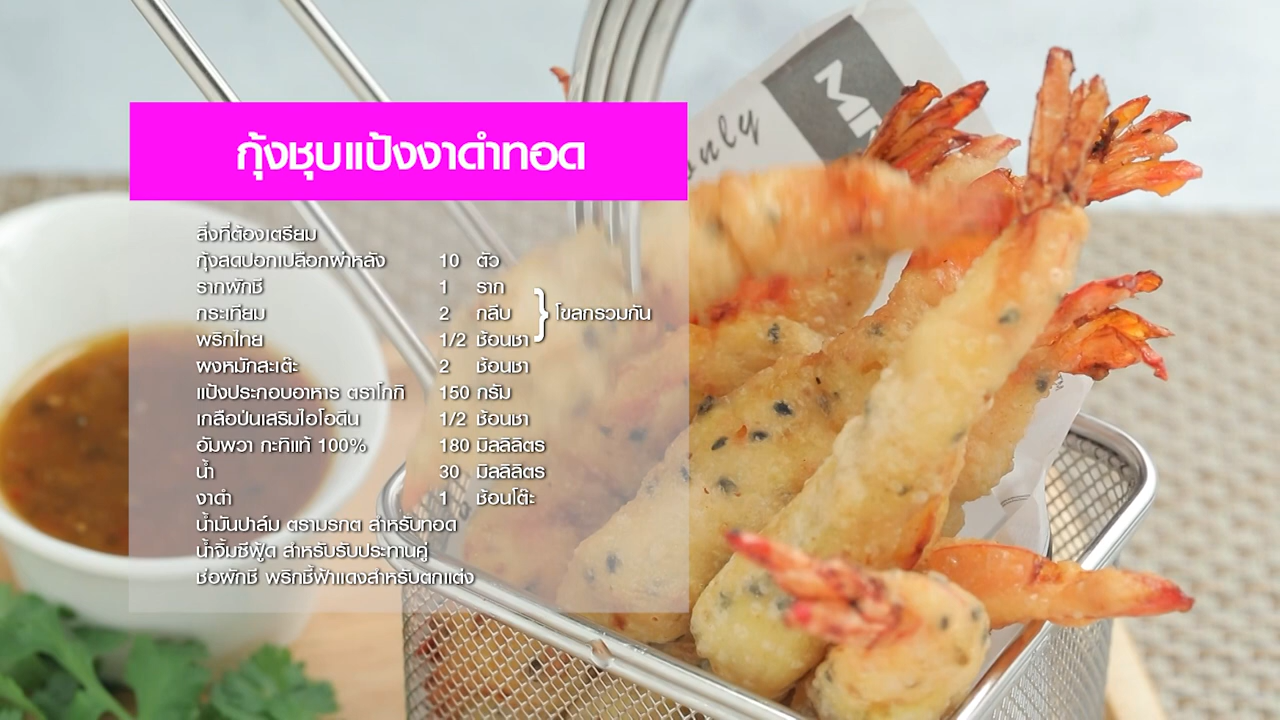 กุ้งชุบแป้งงาดำทอด
สิ่งที่ต้องเตรียม
กุ้งสดปอกเปลือกผ่าหลัง 10 ตัว
รากผักชี 1 ราก
กระเทียม 2 กลีบ } โขลกรวมกัน
พริกไทย 1/2 ช้อนชา
ผงหมักสะเต๊ะ 2 ช้อนชา
แป้งประกอบอาหาร ตราโกกิ 150 กรัม
เกลือป่นเสริมไอโอดีน 1/2 ช้อนชา
อัมพวา กะทิแท้ 100% 180 มิลลิลิตร
น้ำ 30 มิลลิลิตร
งาดำ 1 ช้อนโต๊ะ
น้ำมันปาล์ม ตรามรกต สำหรับทอด
น้ำจิ้มซีฟู้ด สำหรับรับประทานคู่
ช่อผักชี พริกชี้ฟ้าแดงสำหรับตกแต่ง
only